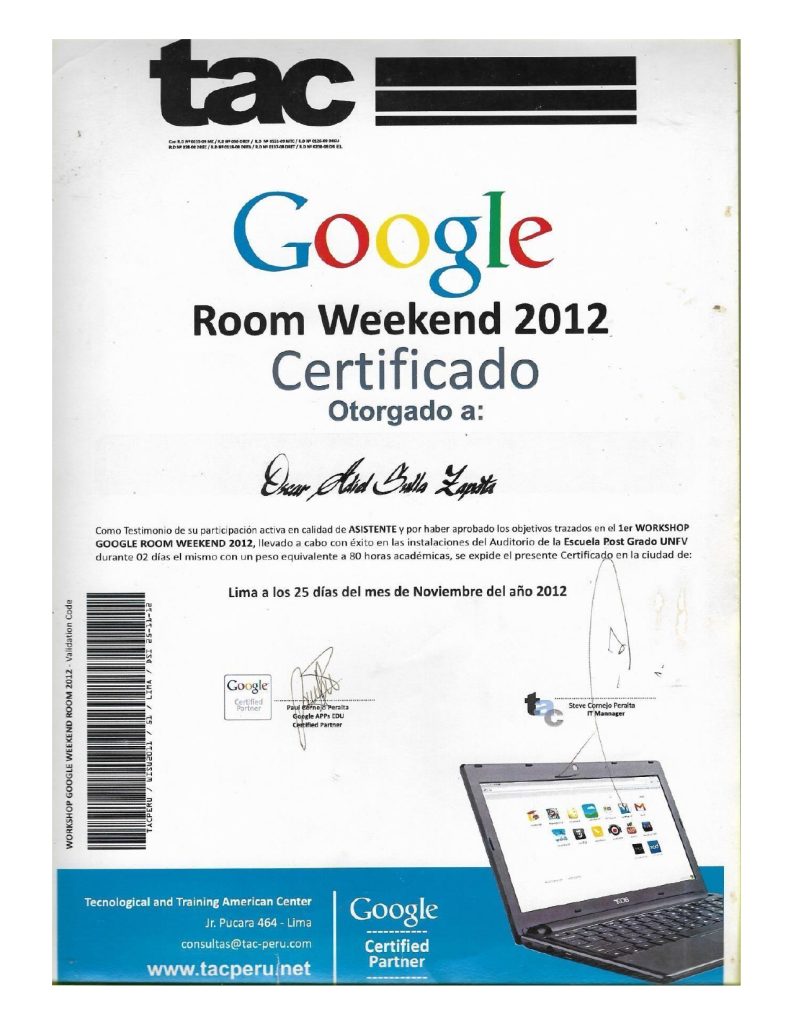 tac
Google
Room Weekend 2012
Certificado
Otorgado a:
Oscar Adiel Sulla Zapata
Como Testimonio de su participación activa en calidad de ASISTENTE y por haber aprobado los objetivos trazados en el 1er WORKSHOP
GOOGLE ROOM WEEKEND 2012, llevado a cabo con éxito en las instalaciones del Auditorio de la Escuela Post Grado UNFV
durante 02 días el mismo con un peso equivalente a 80 horas académicas, se expide el presente Certificado en la ciudad de:
Lima a los 25 días del mes de Noviembre del año 2012
WORKSHOP GOOGLE WEEKEND ROOM 2012 - Validation Code
Google
Certified
Partner
Paul Cornejo Peralta
Google APPs EDU
Certified Partner
tac
Steve Cornejo Peralta
IT Manager
Tecnological and Training American Center
Jr. Pucara 464 - Lima
consultas@tac-peru.com
www.tacperu.net
Google
Certified
Partner